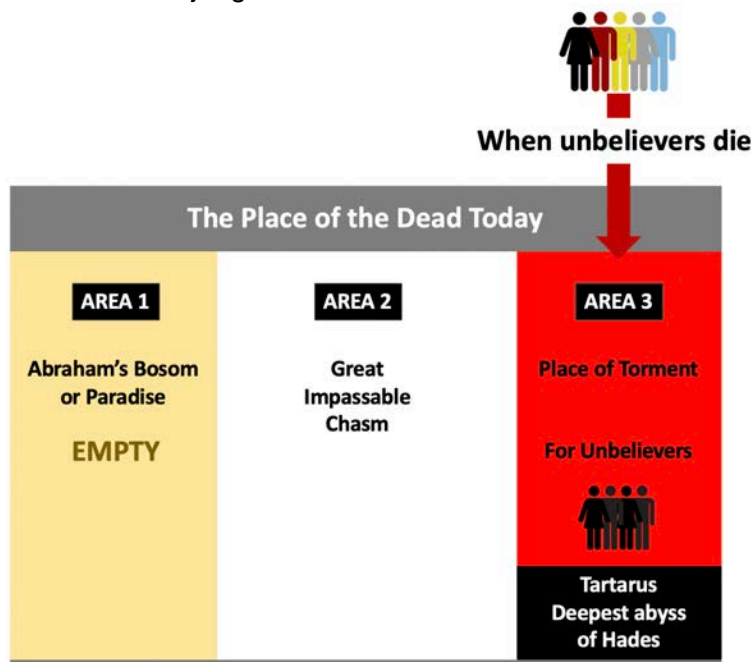 When unbelievers die
The Place of the Dead Today
AREA 1
Abraham's Bosom
or Paradise
EMPTY
AREA 2
Great
Impassable
Chasm
AREA 3
Place of Torment
For Unbelievers
Tartarus
Deepest abyss
of Hades